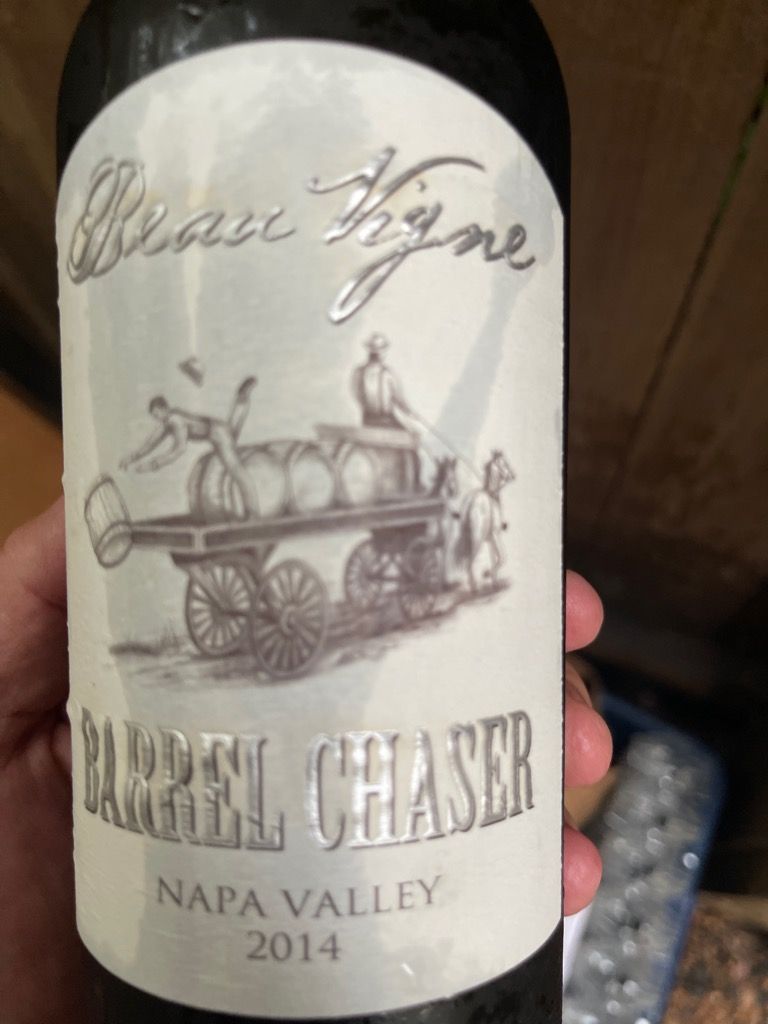 Beau Vigne
BARREL CHASER
NAPA VALLEY
2014